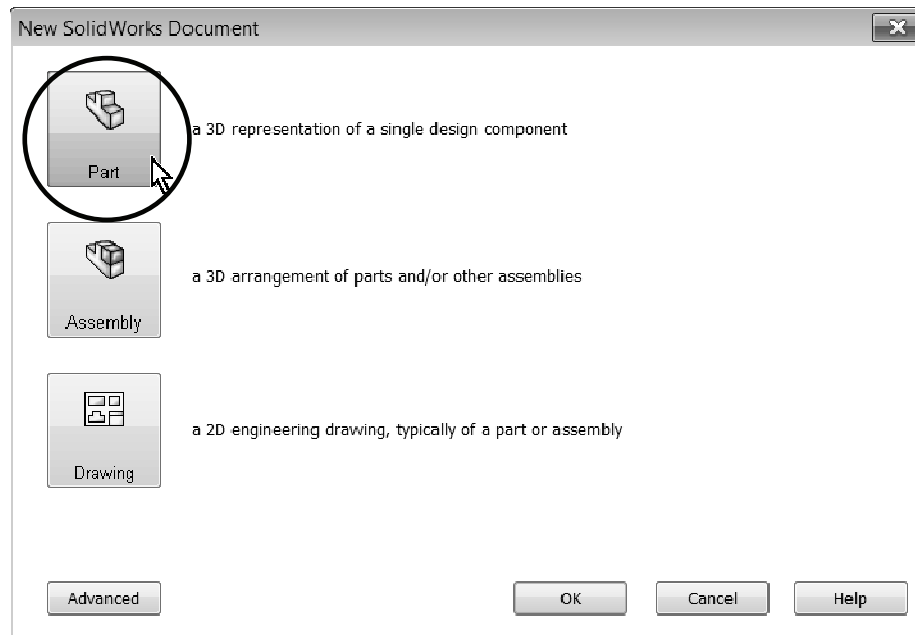 New SolidWorks Document
a 3D representation of a single design component
Part
a 3D arrangement of parts and/or other assemblies
Assembly
a 2D engineering drawing, typically of a part or assembly
Drawing
Advanced OK Cancel Help